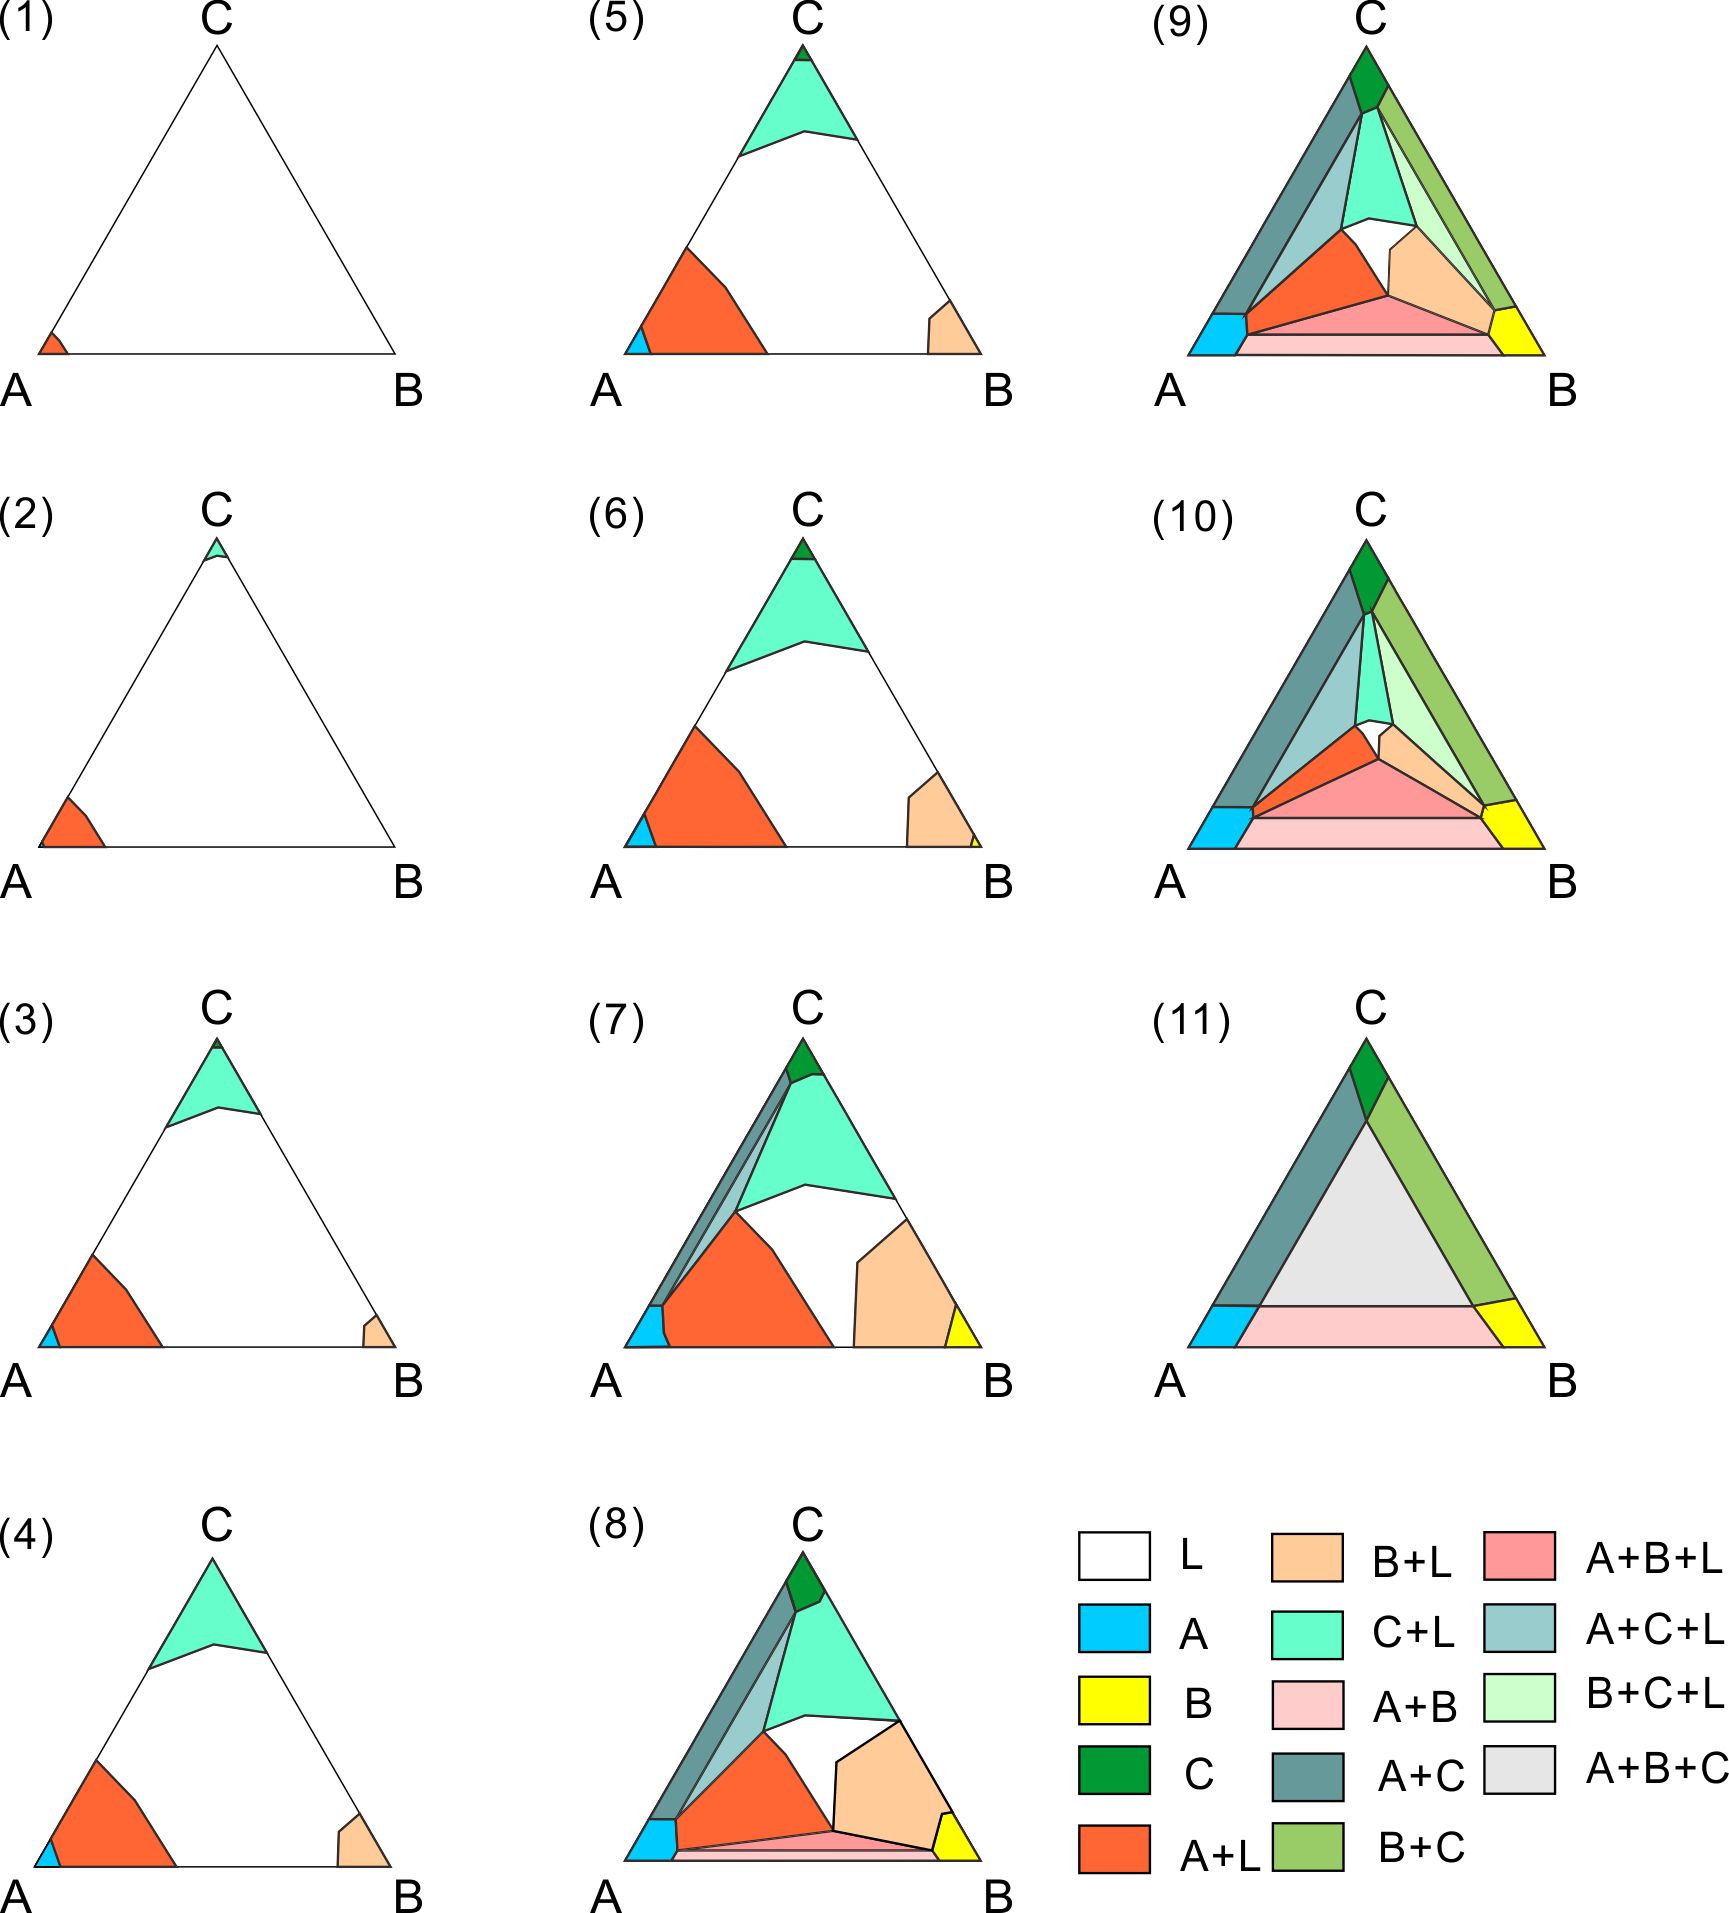 (1) C (5) C (9) C
A B A B A B
(2) C (6) C (10) C
A B A B A B
(3) C (7) C (11) C
A B A B A B
(4) C (8) C
A B A B
L B+L A+B+L
A C+L A+C+L
B A+B B+C+L
C A+C A+B+C
A+L B+C